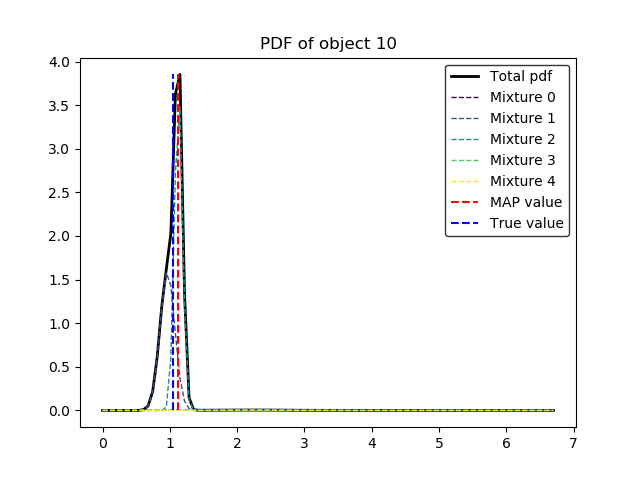 PDF of object 10
4.0
3.5
3.0
2.5
2.0
1.5
1.0
0.5
0.0
0 1 2 3 4 5 6 7
Total pdf
Mixture 0
Mixture 1
Mixture 2
Mixture 3
Mixture 4
MAP value
True value